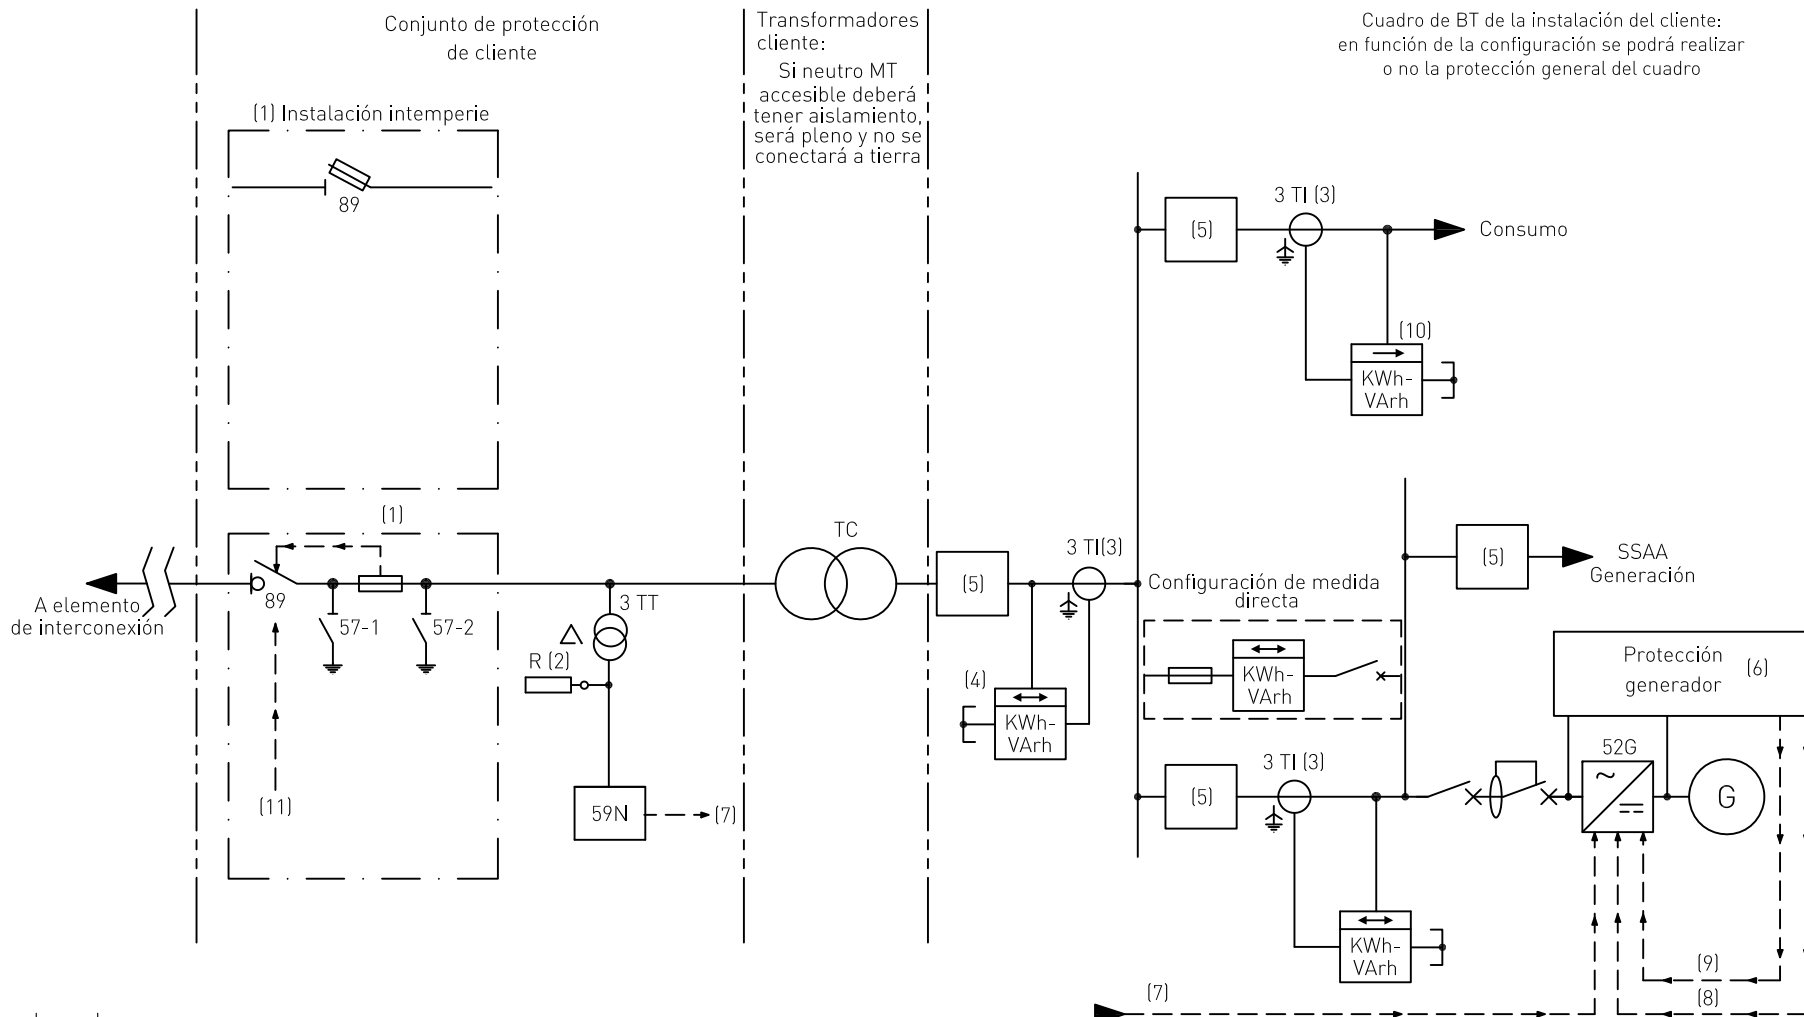 Conjunto de protección
de cliente
Transformadores
cliente:
Si neutro MT
accesible deberá
tener aislamiento,
será pleno y no se
conectará a tierra
Cuadro de BT de la instalación del cliente:
en función de la configuración se podrá realizar
o no la protección general del cuadro
(1) Instalación intemperie
89
3 TI (3)
(5)
Consumo
(10)
KWh-
VArh
(1)
TC
3 TI(3)
(5)
(5)
SSAA
Generación
Configuración de medida
directa
A elemento
de interconexión
89
57-1
57-2
3 TT
R (2)
(4)
KWh-
VArh
KWh-
VArh
Protección
generador
(6)
52G
3 TI (3)
(5)
G
(11)
59N
(7)
KWh-
VArh
(9)
(7)
(8)